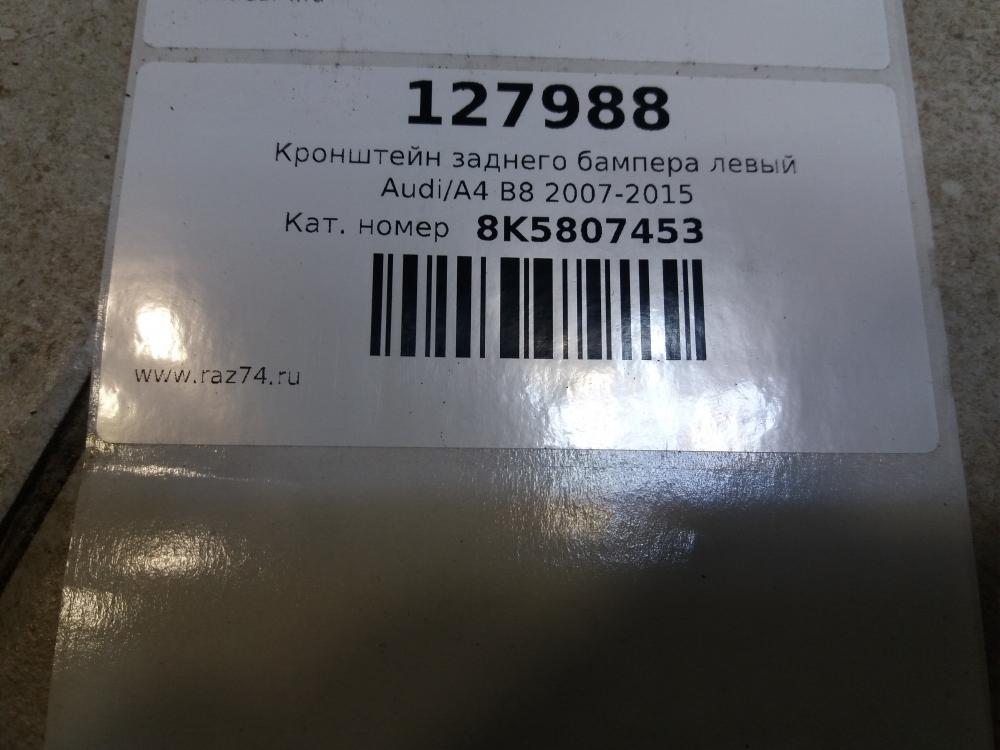 127988
Кронштейн заднего бампера левый
Audi/A4 B8 2007-2015
Кат. номер 8K5807453
www.raz74.ru